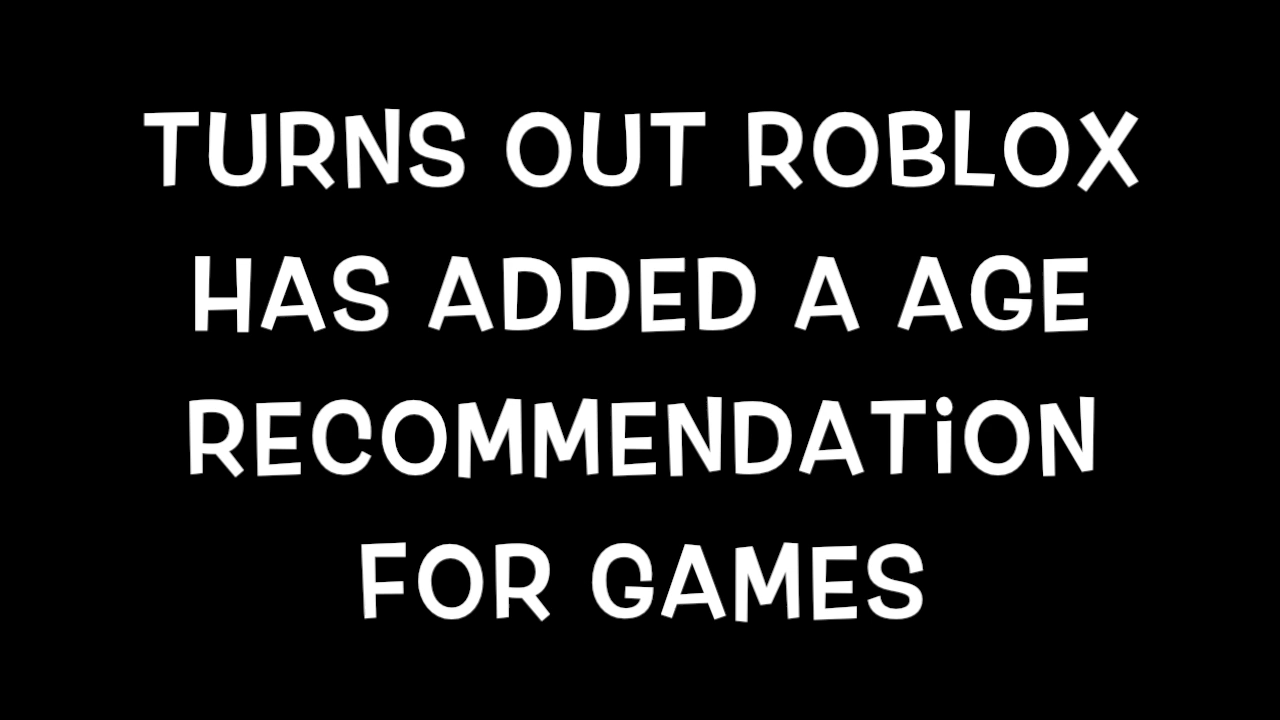 TURNS OUT ROBLOX
HAS ADDED A AGE
RECOMMENDATiON
FOR GAMES